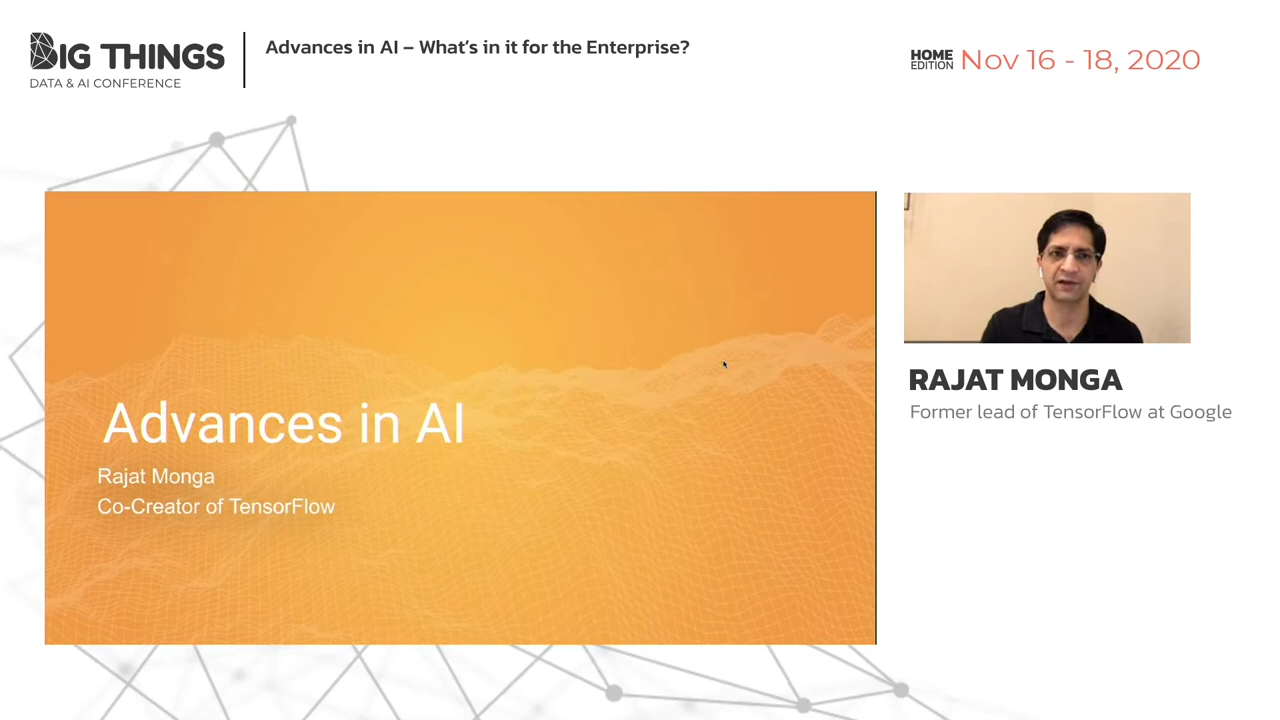 BIG THINGS
DATA & AI CONFERENCE
Advances in AI – What's in it for the Enterprise?
HOME
EDITION
Nov 16 - 18, 2020
Advances in AI
Rajat Monga
Co-Creator of TensorFlow
RAJAT MONGA
Former lead of TensorFlow at Google